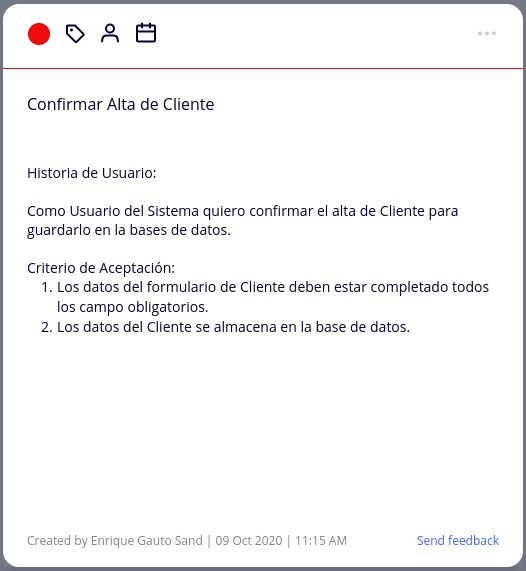 Confirmar Alta de Cliente
Historia de Usuario:
Como Usuario del Sistema quiero confirmar el alta de Cliente para
guardarlo en la bases de datos.
Criterio de Aceptación:
1. Los datos del formulario de Cliente deben estar completado todos
los campo obligatorios.
2. Los datos del Cliente se almacena en la base de datos.
Created by Enrique Gauto Sand | 09 Oct 2020 | 11:15 AM
Send feedback